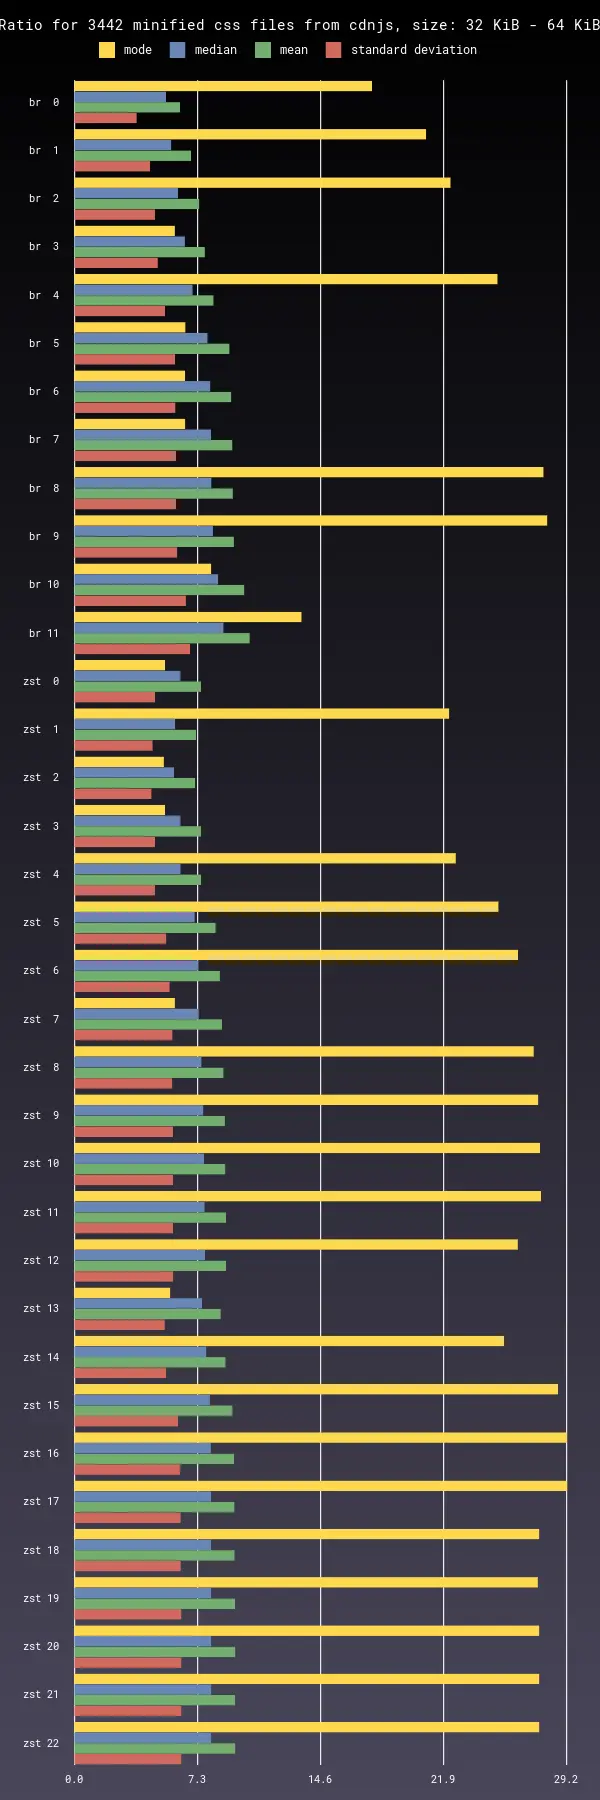 Ratio for 3442 minified css files from cdnjs, size: 32 KiB - 64 KiB
mode median mean standard deviation
br 0
br 1
br 2
br 3
br 4
br 5
br 6
br 7
br 8
br 9
br 10
br 11
zst 0
zst 1
zst 2
zst 3
zst 4
zst 5
zst 6
zst 7
zst 8
zst 9
zst 10
zst 11
zst 12
zst 13
zst 14
zst 15
zst 16
zst 17
zst 18
zst 19
zst 20
zst 21
zst 22
0.0 7.3 14.6 21.9 29.2